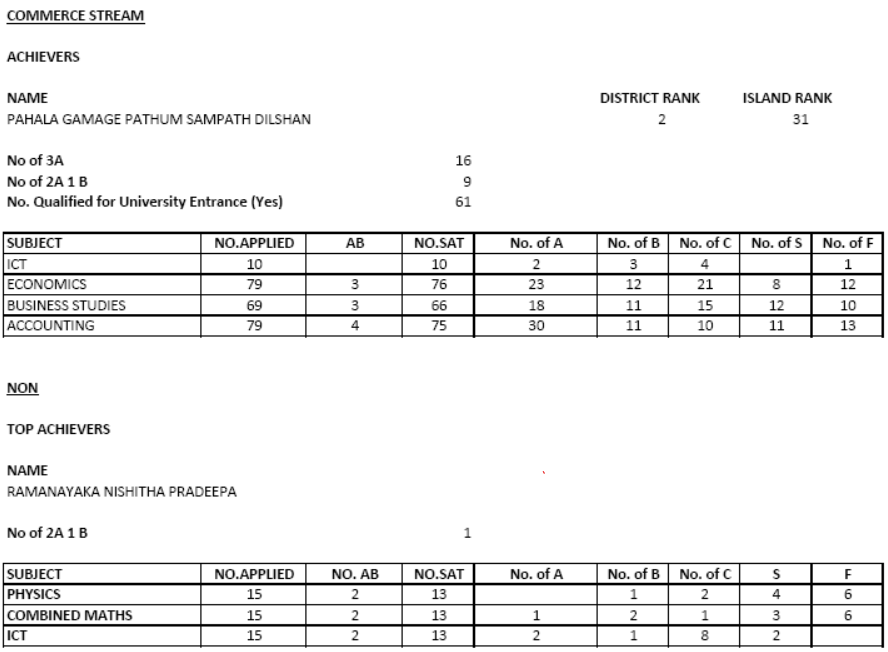 COMMERCE STREAM
ACHIEVERS
NAME DISTRICT RANK ISLAND RANK
PAHALA GAMAGE PATHUM SAMPATH DILSHAN 2 31
No of 3A 16
No of 2A 1 B 9
No. Qualified for University Entrance (Yes) 61
SUBJECT NO.APPLIED AB NO.SAT No. of A No. of B No. of C No. of S No. of F
ICT 10 10 2 3 4 1
ECONOMICS 79 3 76 23 12 21 8 12
BUSINESS STUDIES 69 3 66 18 11 15 12 10
ACCOUNTING 79 4 75 30 11 10 11 13
NON
TOP ACHIEVERS
NAME
RAMANAYAKA NISHITHA PRADEEPA
No of 2A 1 B 1
SUBJECT NO.APPLIED NO. AB NO.SAT No. of A No. of B No. of C S F
PHYSICS 15 2 13 1 2 4 6
COMBINED MATHS 15 2 13 1 2 1 3 6
ICT 15 2 13 2 1 8 2